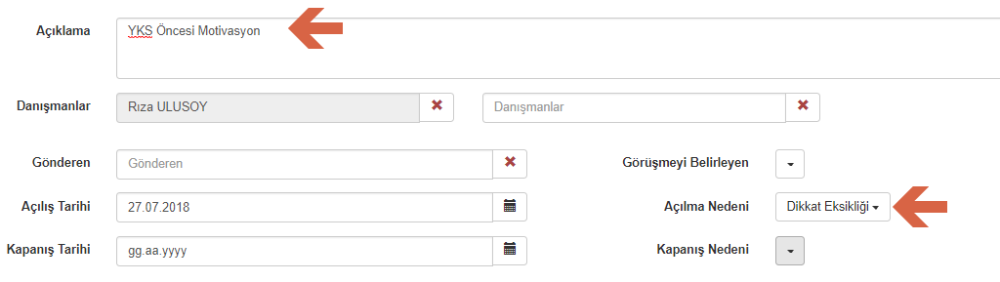 Açıklama YKS Öncesi Motivasyon
Danışmanlar Rıza ULUSOY Danışmanlar
Gönderen Gönderen Görüşmeyi Belirleyen
Açılış Tarihi 27.07.2018 Açılma Nedeni Dikkat Eksikliği
Kapanış Tarihi gg.aa.yyyy Kapanış Nedeni